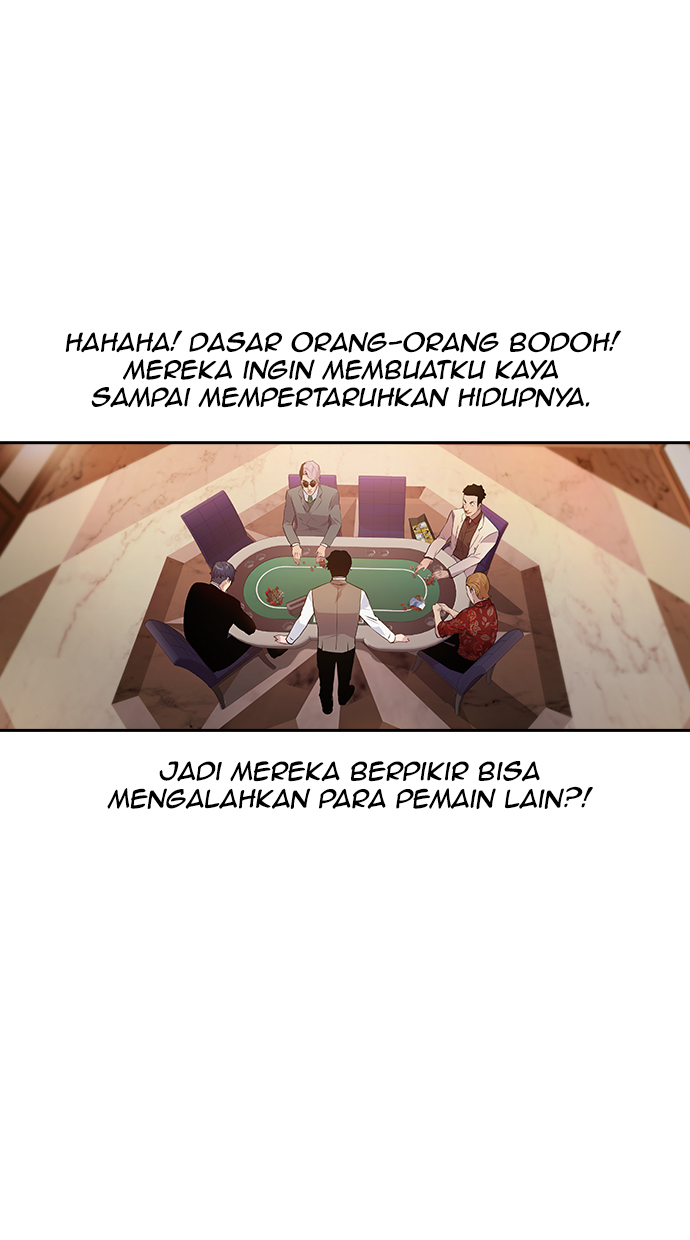 HAHAHA! DASAR ORANG-ORANG BODOH!
MEREKA INGIN MEMBUATKU KAYA
SAMPAI MEMPERTARUHKAN HIDUPNYA.
JADI MEREKA BERPIKIR BISA
MENGALAHKAN PARA PEMAIN LAIN?!